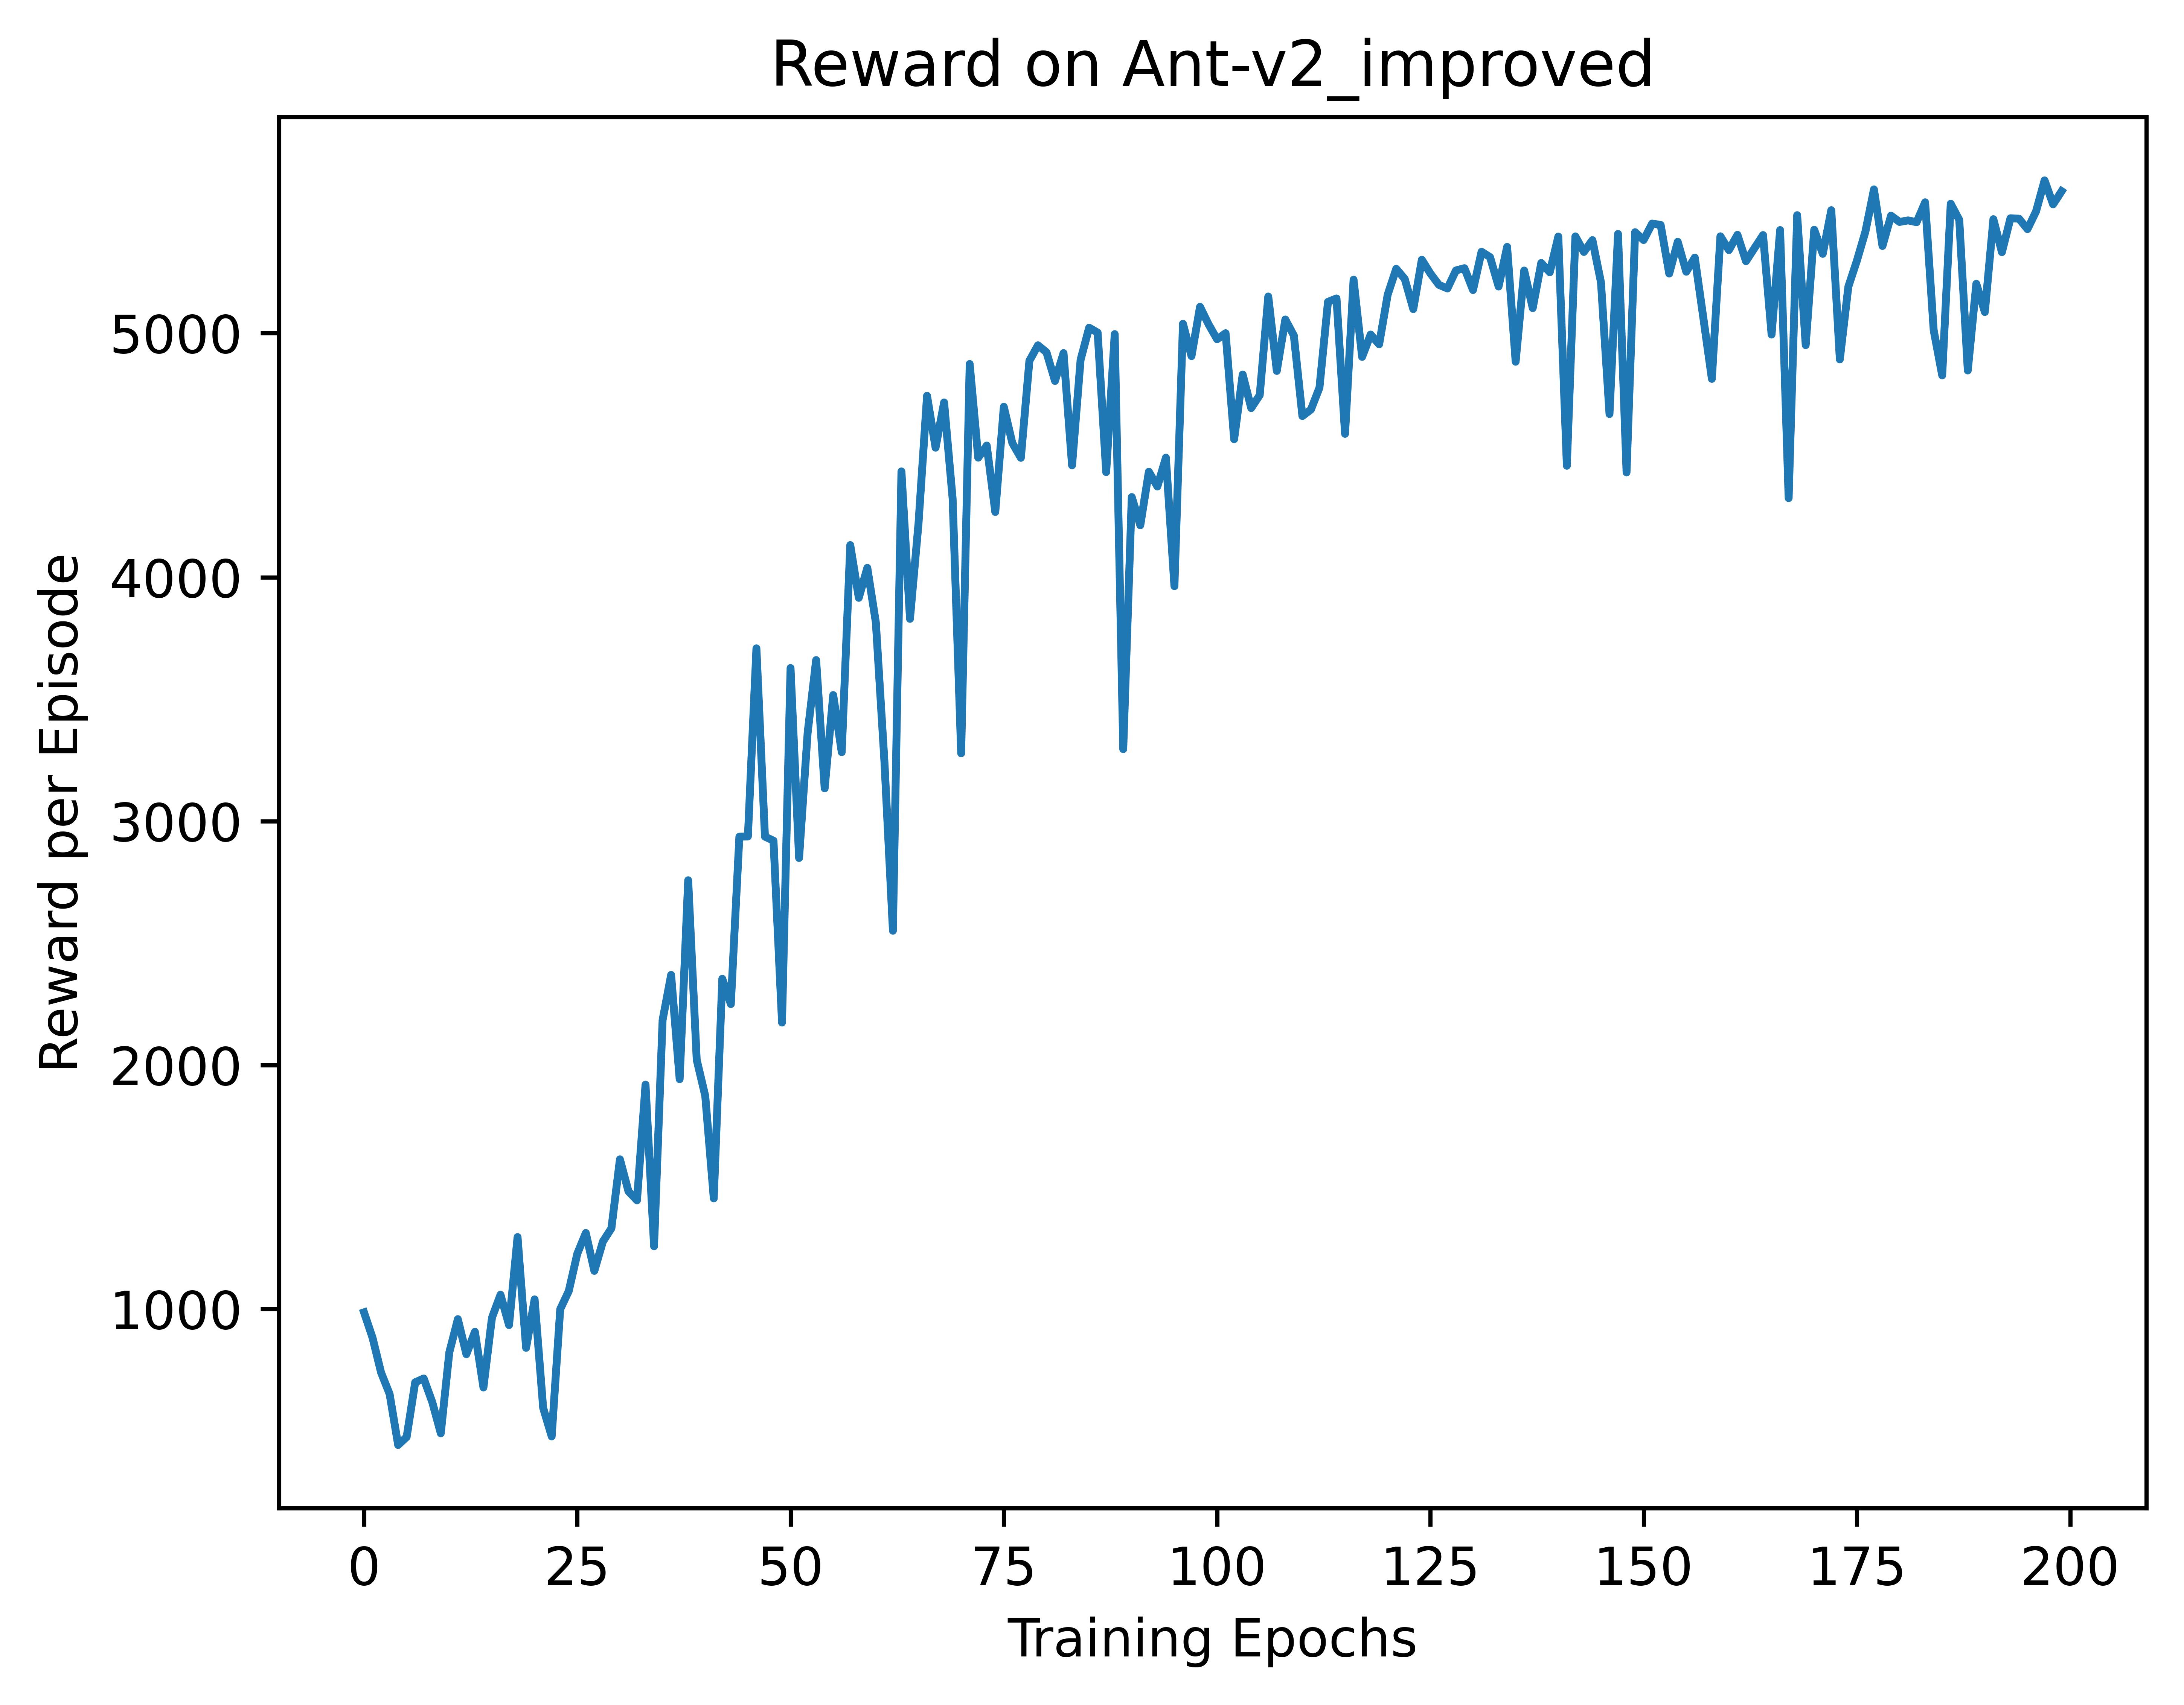 Reward on Ant-v2_improved
Reward per Episode
5000
4000
3000
2000
1000
0 25 50 75 100 125 150 175 200
Training Epochs